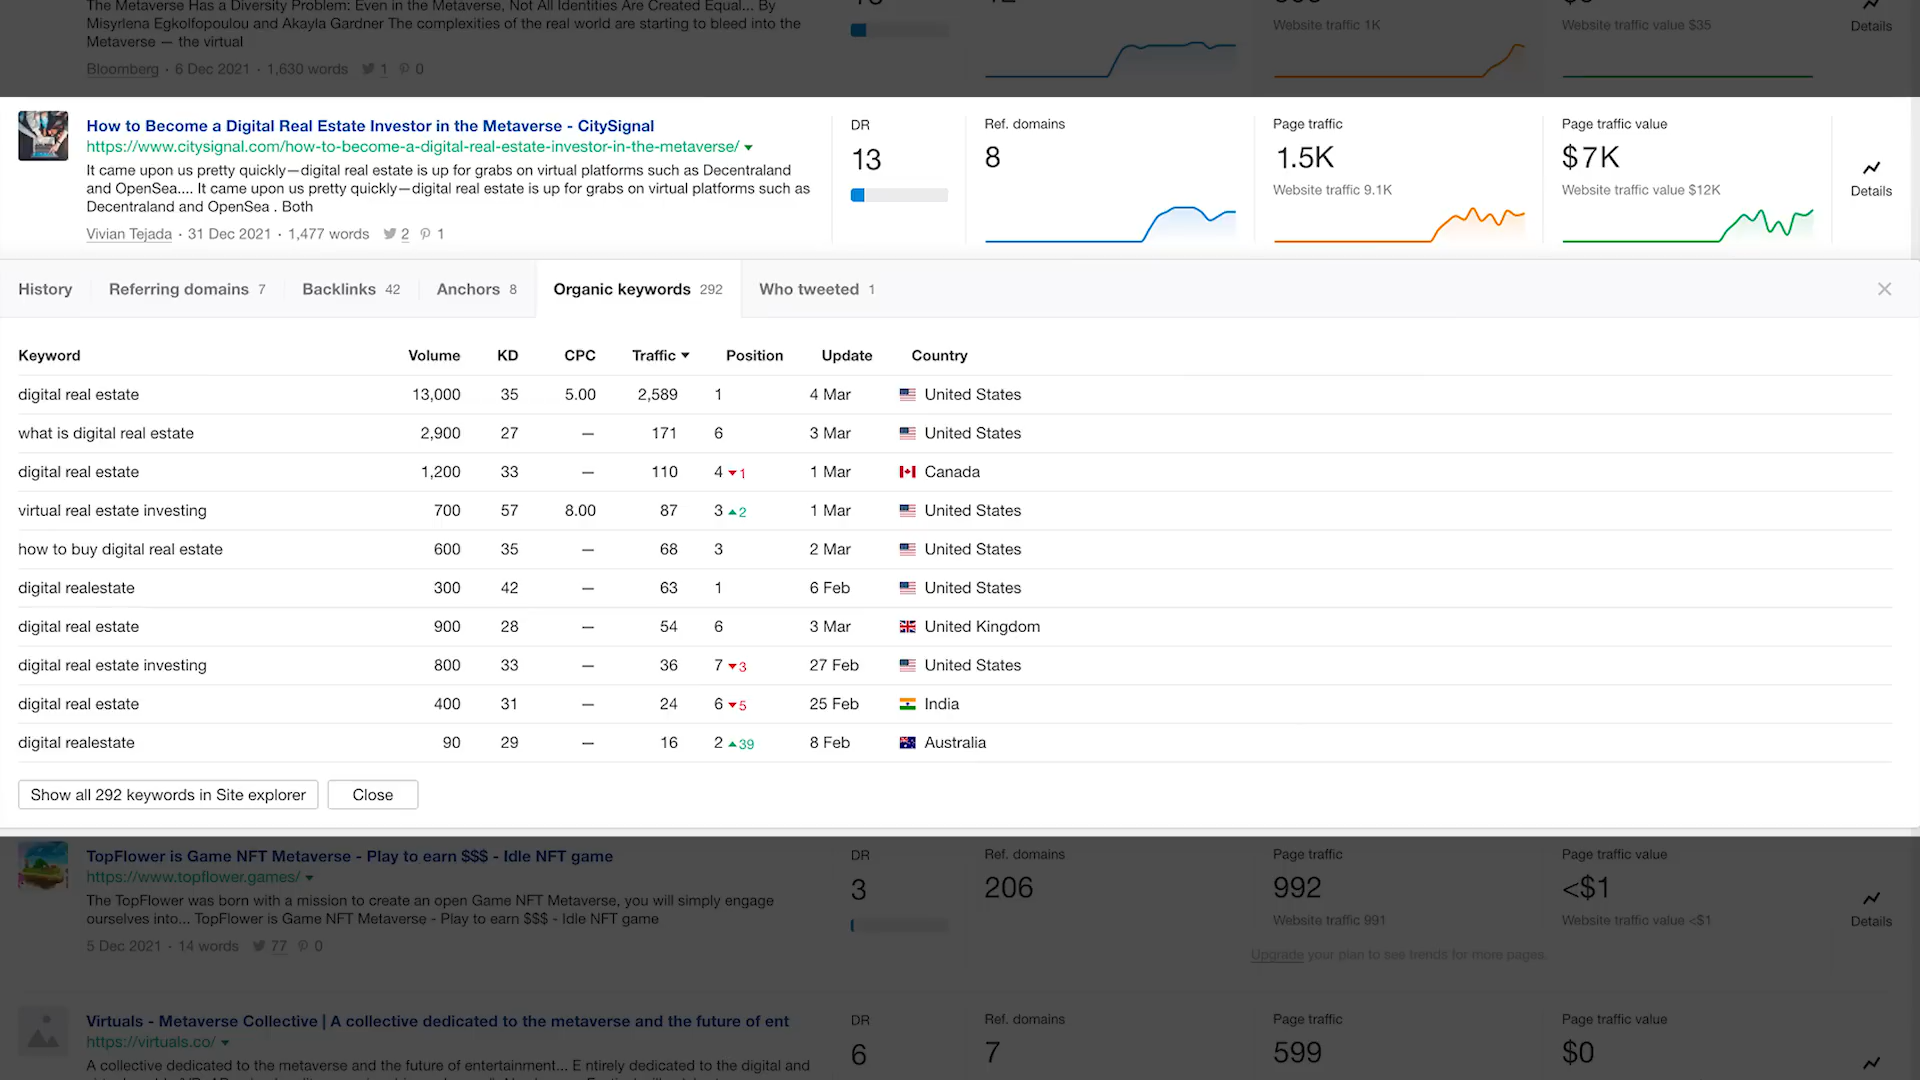 The Metaverse Has a Diversity Problem: Even in the Metaverse, Not All Identities Are Created Equal... By
Misyrlena Egkolfopoulou and Akayla Gardner The complexities of the real world are starting to bleed into the
Metaverse — the virtual
Bloomberg · 6 Dec 2021 · 1,630 words 1 0
Website traffic 1K
Website traffic value $35
Details
How to Become a Digital Real Estate Investor in the Metaverse - CitySignal
https://www.citysignal.com/how-to-become-a-digital-real-estate-investor-in-the-metaverse/
It came upon us pretty quickly—digital real estate is up for grabs on virtual platforms such as Decentraland
and OpenSea.... It came upon us pretty quickly—digital real estate is up for grabs on virtual platforms such as
Decentraland and OpenSea . Both
Vivian Tejada · 31 Dec 2021 · 1,477 words 2 1
DR
13
Ref. domains
8
Page traffic
1.5K
Website traffic 9.1K
Page traffic value
$7K
Website traffic value $12K
Details
History Referring domains 7 Backlinks 42 Anchors 8 Organic keywords 292 Who tweeted 1
Keyword Volume KD CPC Traffic Position Update Country
digital real estate 13,000 35 5.00 2,589 1 4 Mar United States
what is digital real estate 2,900 27 — 171 6 3 Mar United States
digital real estate 1,200 33 — 110 4 1 1 Mar Canada
virtual real estate investing 700 57 8.00 87 3 2 1 Mar United States
how to buy digital real estate 600 35 — 68 3 2 Mar United States
digital realestate 300 42 — 63 1 6 Feb United States
digital real estate 900 28 — 54 6 3 Mar United Kingdom
digital real estate investing 800 33 — 36 7 3 27 Feb United States
digital real estate 400 31 — 24 6 5 25 Feb India
digital realestate 90 29 — 16 2 39 8 Feb Australia
Show all 292 keywords in Site explorer Close
TopFlower is Game NFT Metaverse - Play to earn $$$ - Idle NFT game
https://www.topflower.games/
The TopFlower was born with a mission to create an open Game NFT Metaverse, you will simply engage
ourselves into... TopFlower is Game NFT Metaverse - Play to earn $$$ - Idle NFT game
5 Dec 2021 · 14 words 77 0
DR
3
Ref. domains
206
Page traffic
992
Website traffic 991
Page traffic value
<$1
Website traffic value <$1
Details
Upgrade your plan to see trends for more pages.
Virtuals - Metaverse Collective | A collective dedicated to the metaverse and the future of ent
https://virtuals.co/
A collective dedicated to the metaverse and the future of entertainment... E ntirely dedicated to the digital and
DR
6
Ref. domains
7
Page traffic
599
Page traffic value
$0